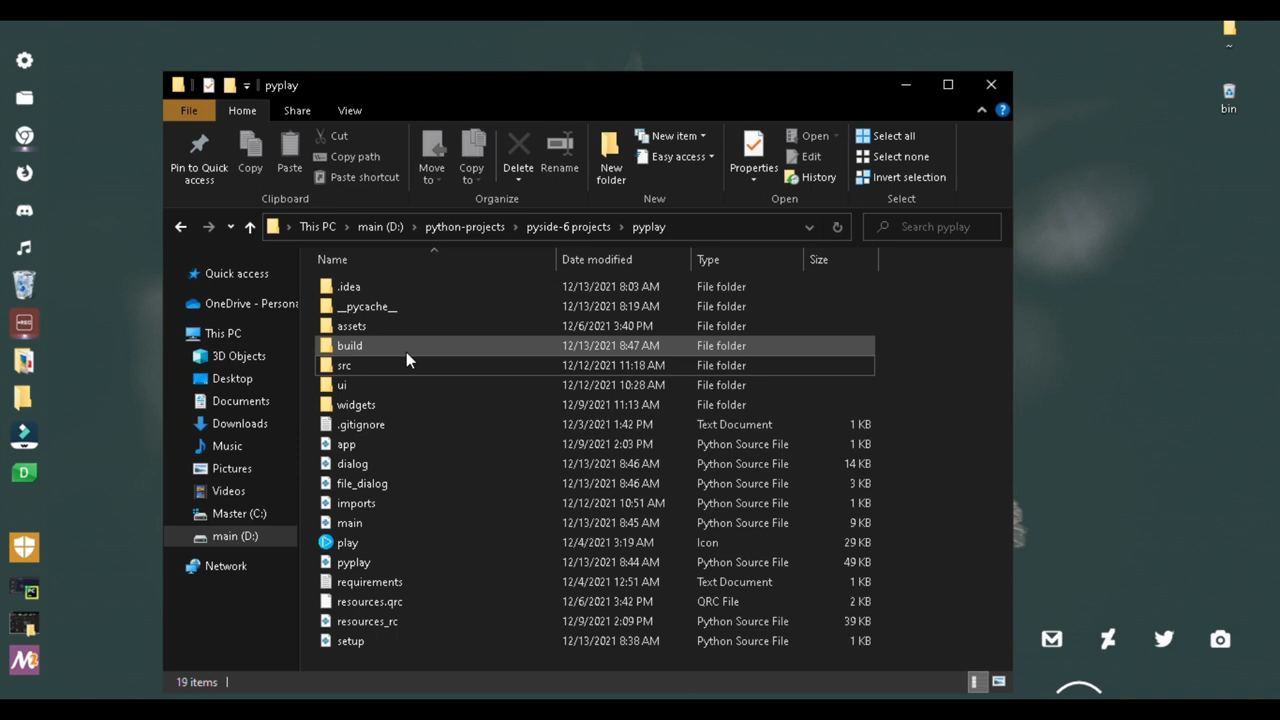 ~
bin
pyplay
File Home Share View
Pin to Quick access
Copy
Paste
Cut
Copy path
Paste shortcut
Clipboard
Move to
Copy to
Delete
Rename
Organize
New folder
New item
Easy access
New
Properties
Open
Edit
History
Open
Select all
Select none
Invert selection
Select
This PC > main (D:) > python-projects > pyside-6 projects > pyplay
Search pyplay
Quick access
OneDrive - Persona
This PC
3D Objects
Desktop
Documents
Downloads
Music
Pictures
Videos
Master (C:)
main (D:)
Network
Name Date modified Type Size
.idea 12/13/2021 8:03 AM File folder
__pycache__ 12/13/2021 8:19 AM File folder
assets 12/6/2021 3:40 PM File folder
build 12/13/2021 8:47 AM File folder
src 12/12/2021 11:18 AM File folder
ui 12/12/2021 10:28 AM File folder
widgets 12/9/2021 11:13 AM File folder
.gitignore 12/3/2021 1:42 PM Text Document 1 KB
app 12/9/2021 2:03 PM Python Source File 1 KB
dialog 12/13/2021 8:46 AM Python Source File 14 KB
file_dialog 12/13/2021 8:46 AM Python Source File 3 KB
imports 12/12/2021 10:51 AM Python Source File 1 KB
main 12/13/2021 8:45 AM Python Source File 9 KB
play 12/4/2021 3:19 AM Icon 29 KB
pyplay 12/13/2021 8:44 AM Python Source File 49 KB
requirements 12/4/2021 12:51 AM Text Document 1 KB
resources.qrc 12/6/2021 3:42 PM QRC File 2 KB
resources_rc 12/9/2021 2:09 PM Python Source File 39 KB
setup 12/13/2021 8:38 AM Python Source File 1 KB
19 items